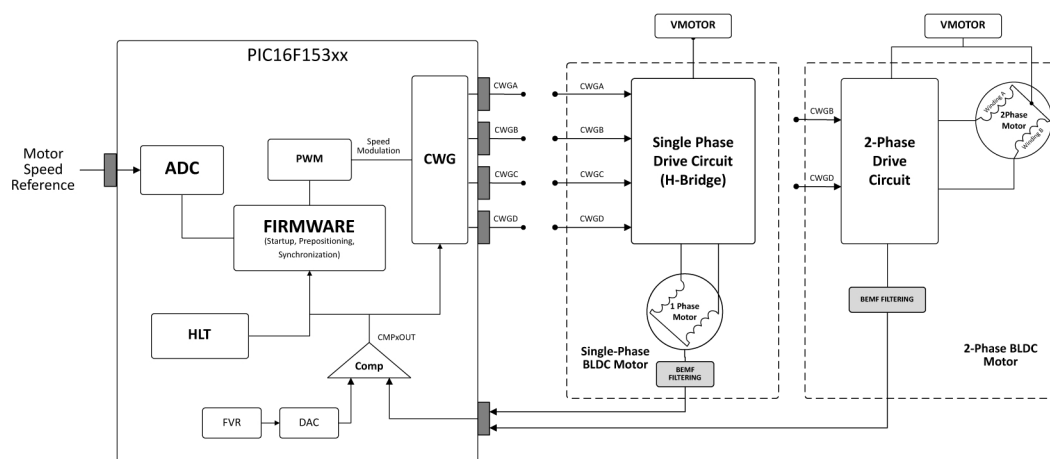 PIC16F153xx
Motor
Speed
Reference
ADC
PWM
Speed
Modulation
CWG
FIRMWARE
(Startup, Prepositioning,
Synchronization)
HLT
CMPxOUT
Comp
FVR
DAC
CWGA
CWGB
CWGC
CWGD
VMOTOR
CWGA
CWGB
CWGC
CWGD
Single Phase
Drive Circuit
(H-Bridge)
1 Phase
Motor
Single-Phase
BLDC Motor
BEMF
FILTERING
VMOTOR
CWGB
CWGD
2-Phase
Drive
Circuit
Winding A
2Phase
Motor
Winding B
BEMF FILTERING
2-Phase BLDC
Motor